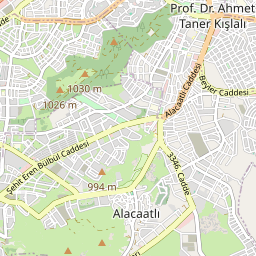 Prof. Dr. Ahmet
Taner Kışlalı
1030 m
1026 m
Beyler Caddesi
Alacaatlı Caddesi
Şehit Eren Bülbül Caddesi
3346. Cadde
994 m
Alacaatlı